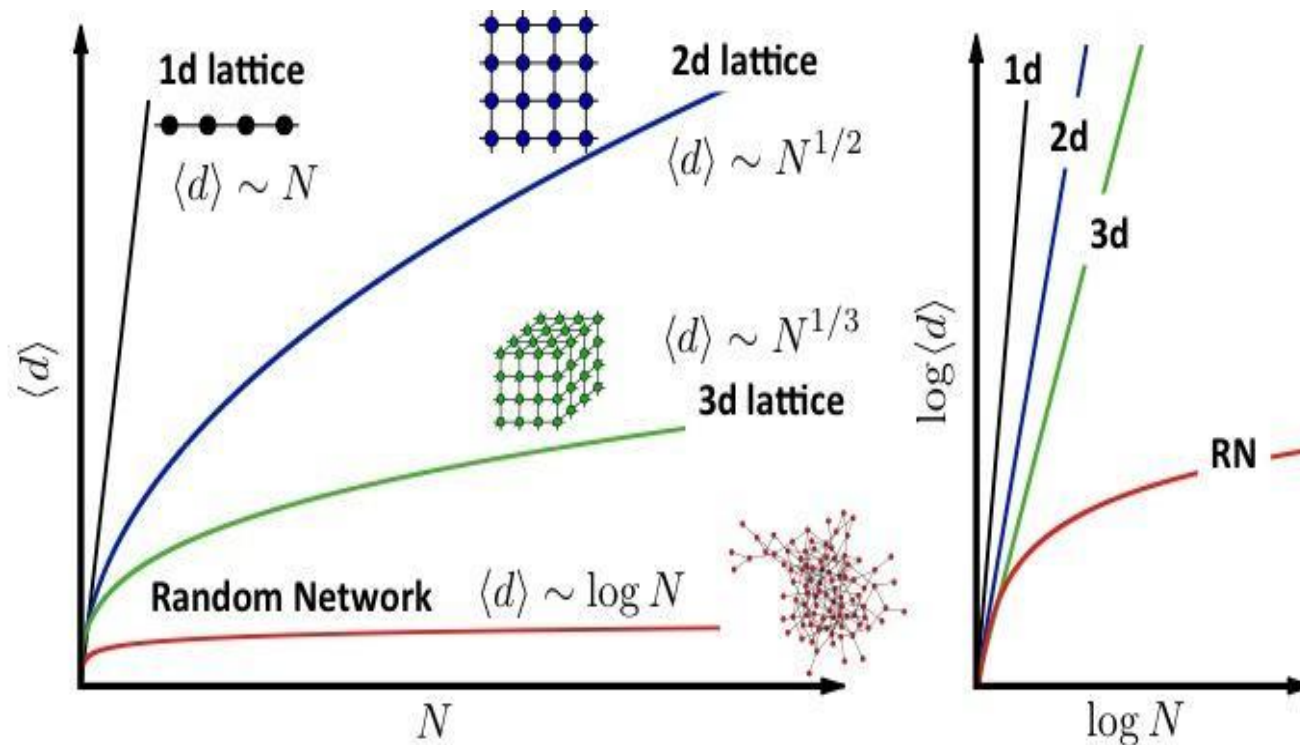 1d lattice
⟨d⟩ ∼ N
2d lattice
⟨d⟩ ∼ N^{1/2}
⟨d⟩ ∼ N^{1/3}
3d lattice
Random Network ⟨d⟩ ∼ log N
⟨d⟩
N
1d
2d
3d
RN
log⟨d⟩
log N